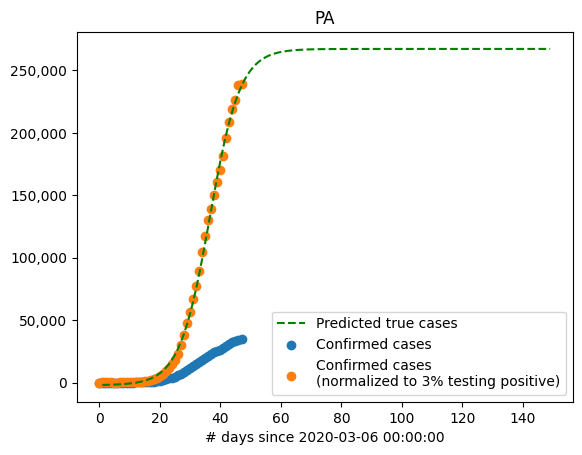 PA
250,000
200,000
150,000
100,000
50,000
0
Predicted true cases
Confirmed cases
Confirmed cases
(normalized to 3% testing positive)
0 20 40 60 80 100 120 140
# days since 2020-03-06 00:00:00